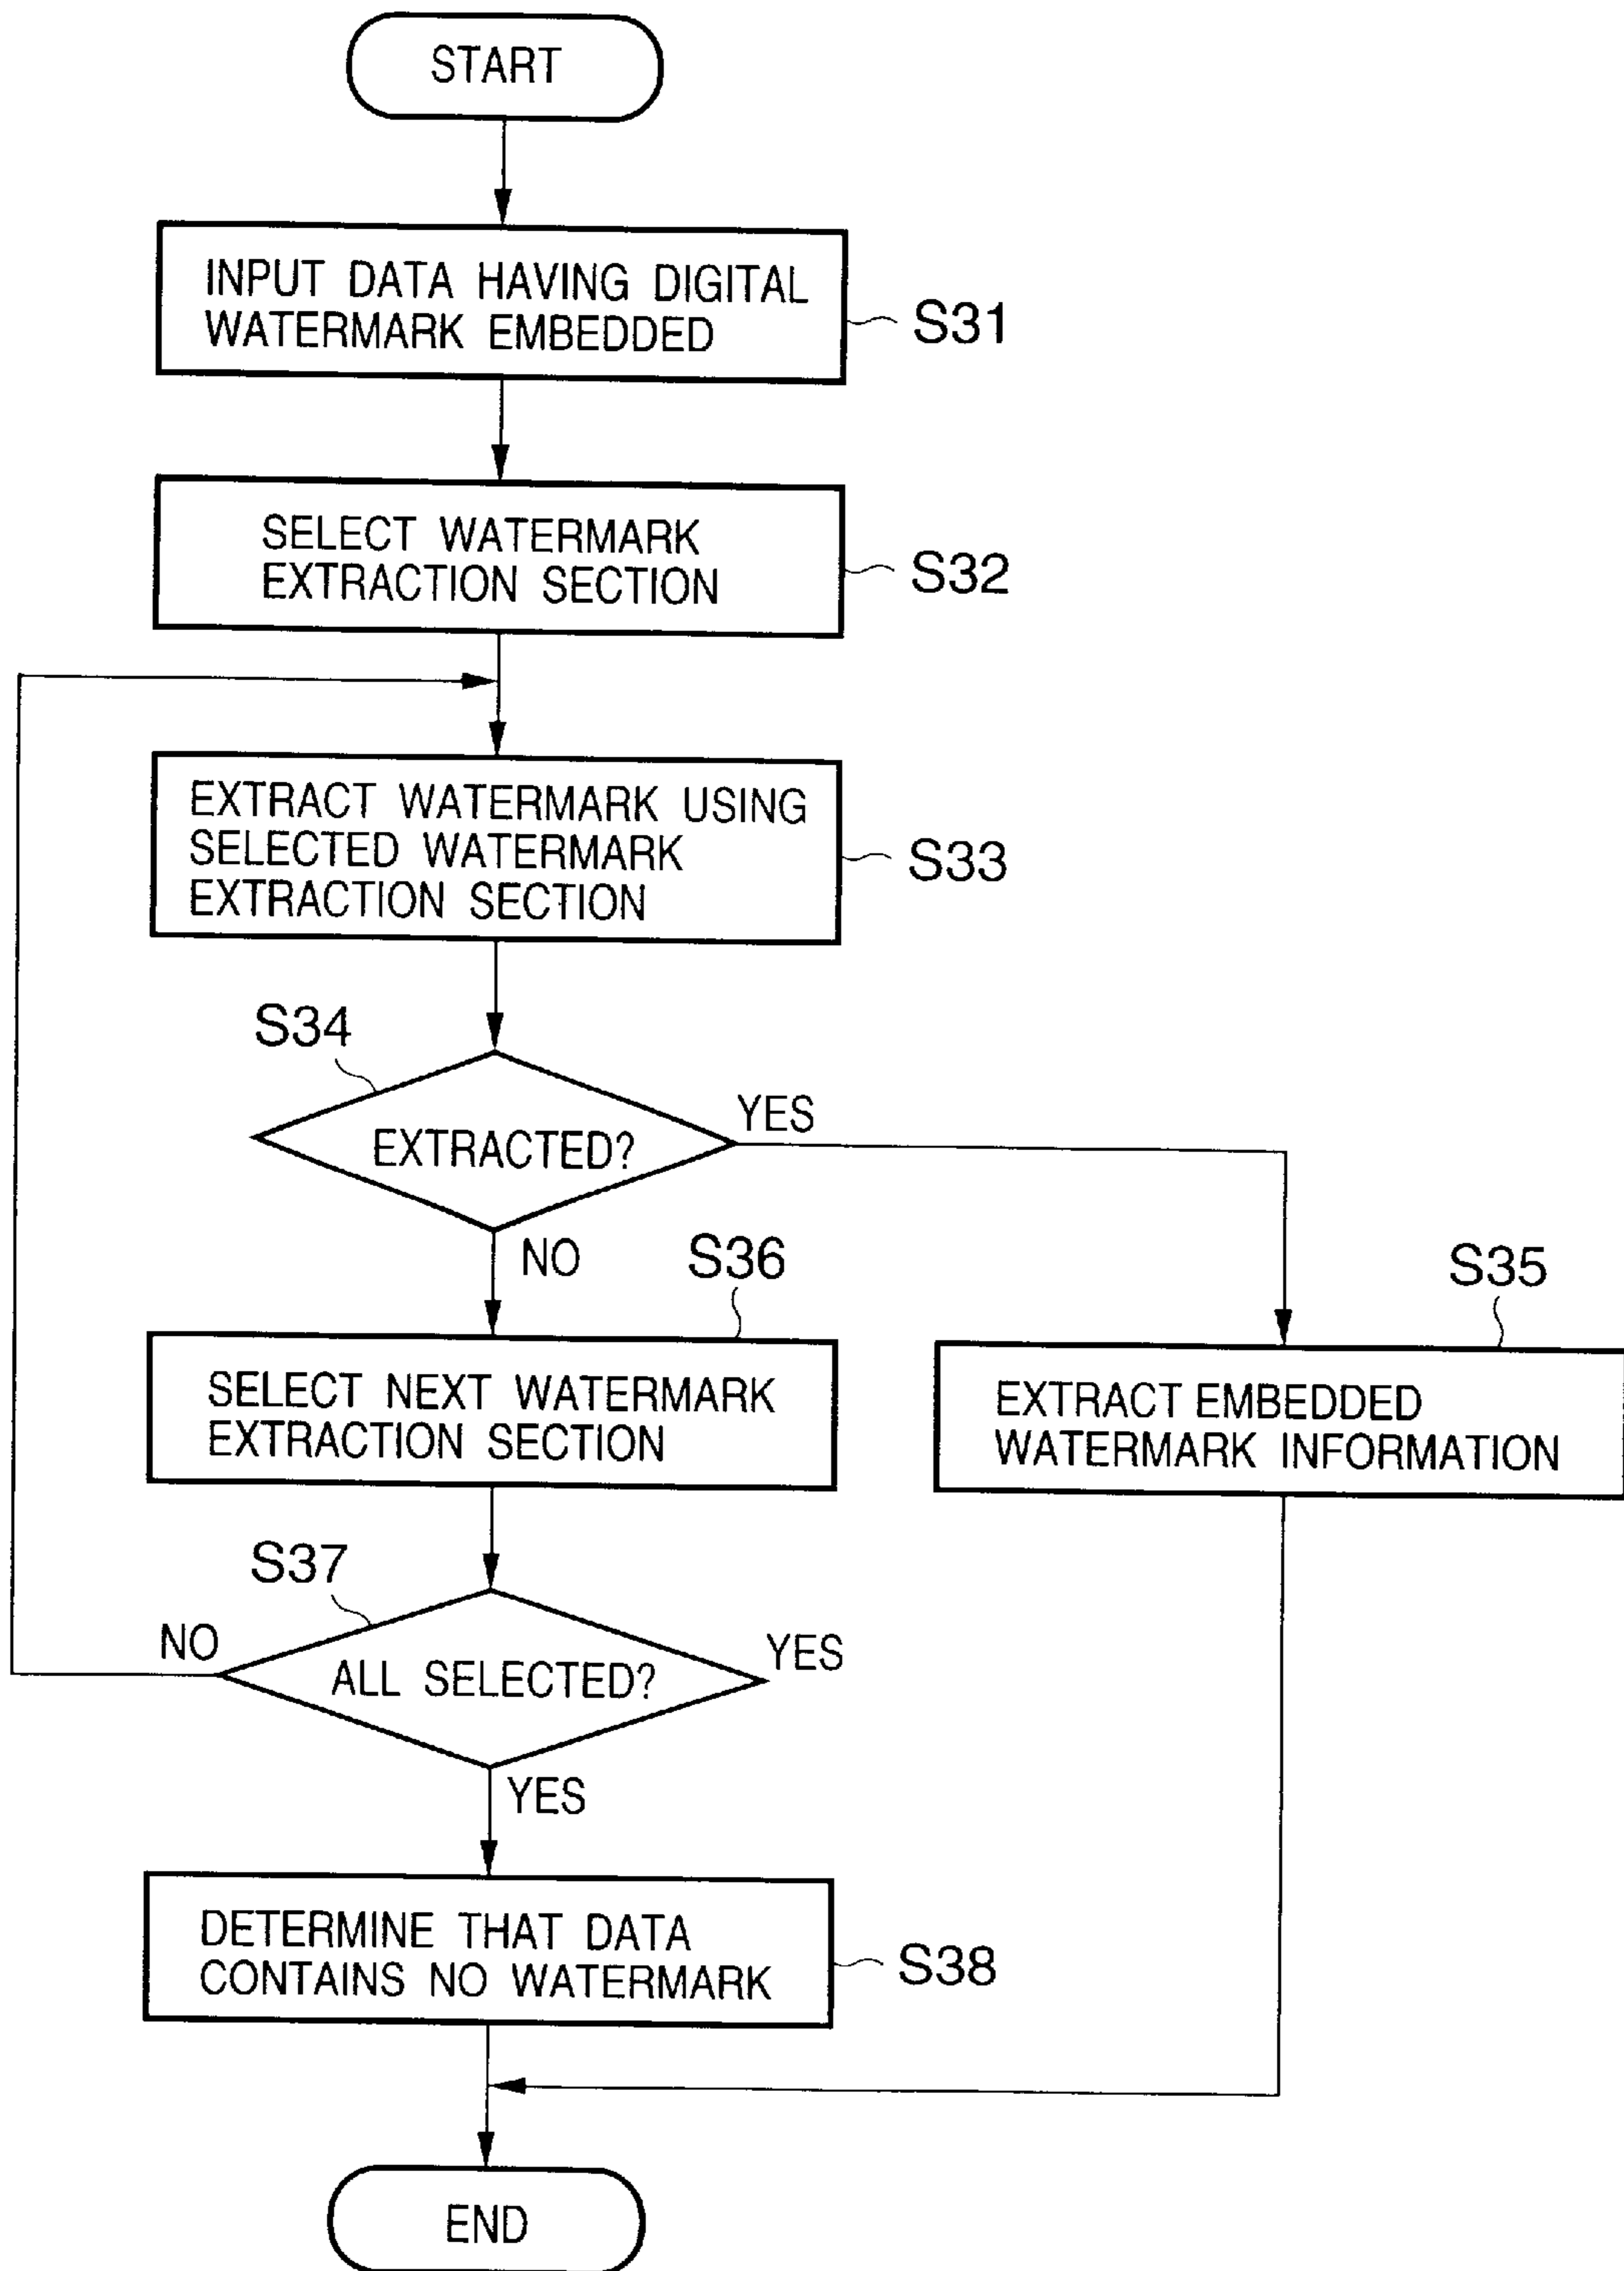 START
INPUT DATA HAVING DIGITAL
WATERMARK EMBEDDED
S31
SELECT WATERMARK
EXTRACTION SECTION
S32
EXTRACT WATERMARK USING
SELECTED WATERMARK
EXTRACTION SECTION
S33
S34
EXTRACTED?
YES
NO
S36
SELECT NEXT WATERMARK
EXTRACTION SECTION
S35
EXTRACT EMBEDDED
WATERMARK INFORMATION
S37
NO
ALL SELECTED?
YES
YES
DETERMINE THAT DATA
CONTAINS NO WATERMARK
S38
END